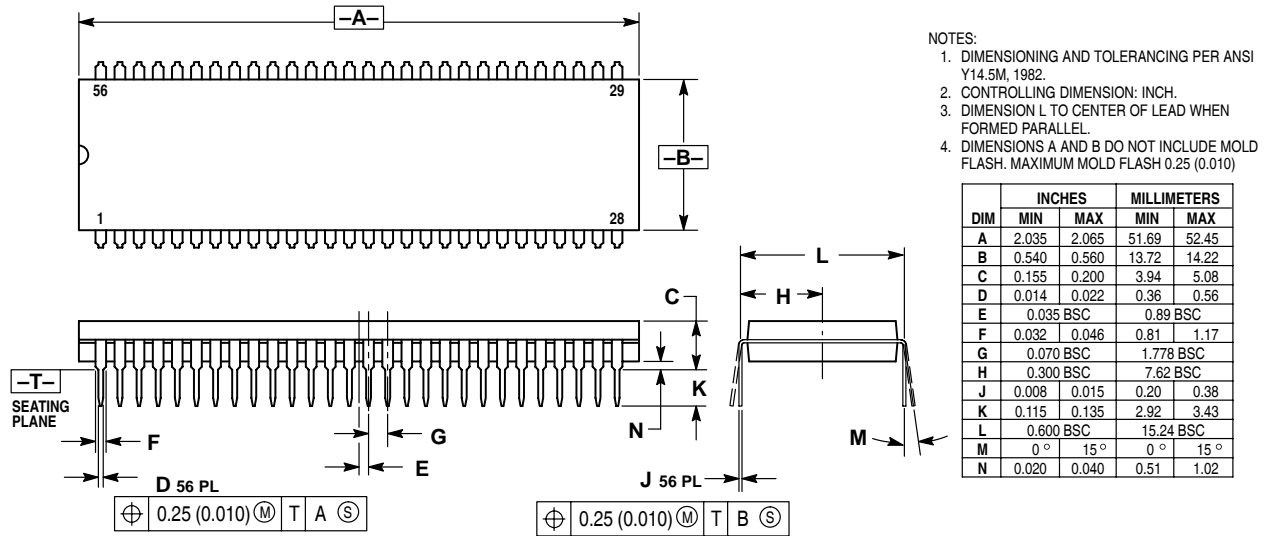 –A–
56 29
1 28
–B–
L
H
C
K
–T–
SEATING
PLANE
F
N
G
E
M
D 56 PL
J 56 PL
⌖ 0.25 (0.010) Ⓜ T A Ⓢ
⌖ 0.25 (0.010) Ⓜ T B Ⓢ
NOTES:
1. DIMENSIONING AND TOLERANCING PER ANSI
Y14.5M, 1982.
2. CONTROLLING DIMENSION: INCH.
3. DIMENSION L TO CENTER OF LEAD WHEN
FORMED PARALLEL.
4. DIMENSIONS A AND B DO NOT INCLUDE MOLD
FLASH. MAXIMUM MOLD FLASH 0.25 (0.010)
INCHES MILLIMETERS
DIM MIN MAX MIN MAX
A 2.035 2.065 51.69 52.45
B 0.540 0.560 13.72 14.22
C 0.155 0.200 3.94 5.08
D 0.014 0.022 0.36 0.56
E 0.035 BSC 0.89 BSC
F 0.032 0.046 0.81 1.17
G 0.070 BSC 1.778 BSC
H 0.300 BSC 7.62 BSC
J 0.008 0.015 0.20 0.38
K 0.115 0.135 2.92 3.43
L 0.600 BSC 15.24 BSC
M 0° 15° 0° 15°
N 0.020 0.040 0.51 1.02